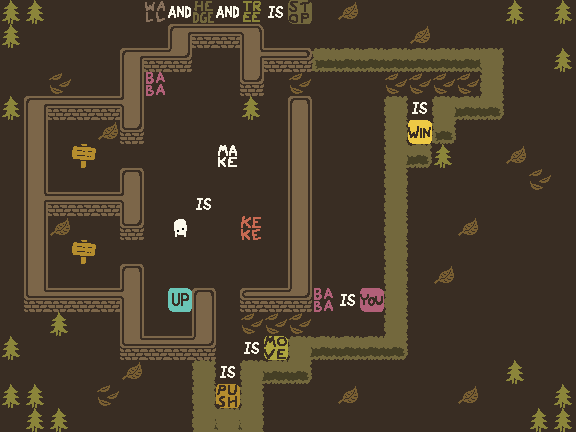 WALL AND HEDGE AND TREE IS STOP
BABA
IS
WIN
MAKE
IS
KEKE
UP
BABA IS YOU
IS MOVE
IS
PUSH